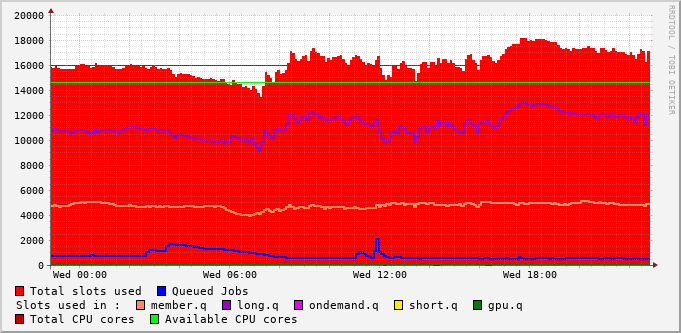 20000
18000
16000
14000
12000
10000
8000
6000
4000
2000
0
Wed 00:00 Wed 06:00 Wed 12:00 Wed 18:00
RRDTOOL / TOBI OETIKER
Total slots used Queued Jobs
Slots used in : member.q long.q ondemand.q short.q gpu.q
Total CPU cores Available CPU cores